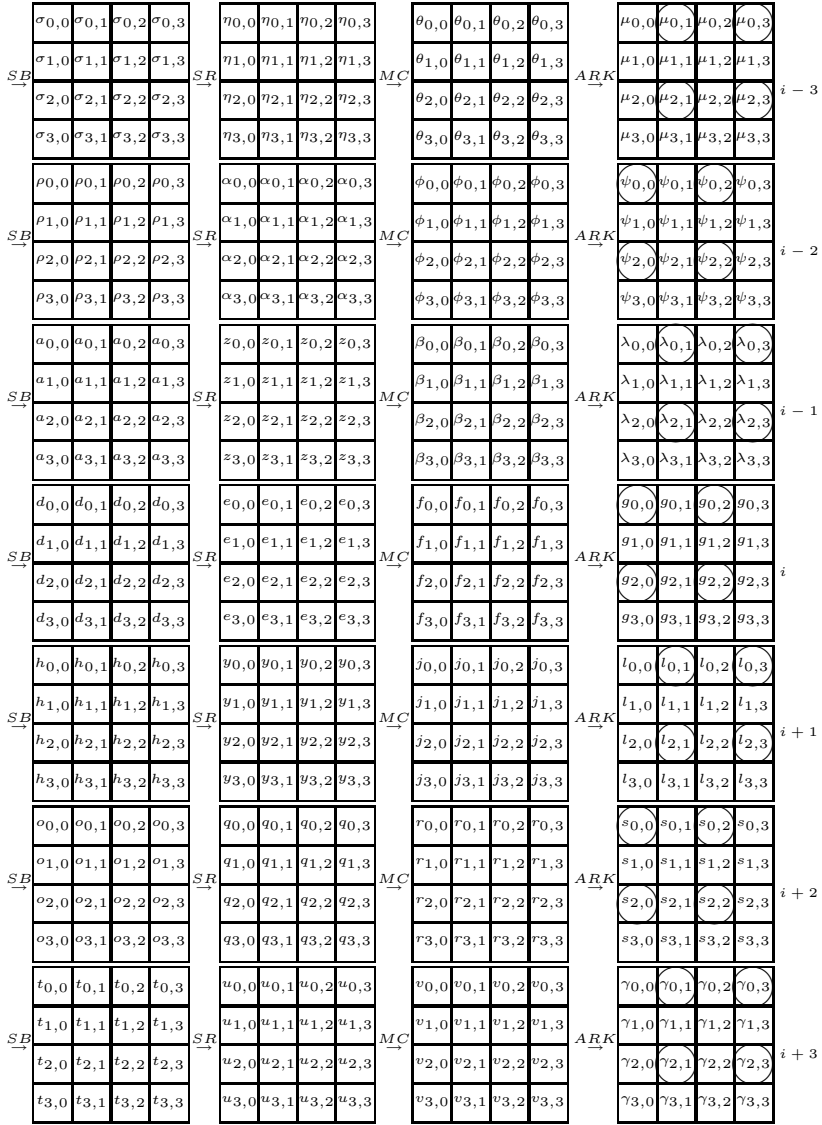 σ0,0 σ0,1 σ0,2 σ0,3 η0,0 η0,1 η0,2 η0,3 θ0,0 θ0,1 θ0,2 θ0,3 μ0,0 μ0,1 μ0,2 μ0,3
σ1,0 σ1,1 σ1,2 σ1,3 η1,0 η1,1 η1,2 η1,3 θ1,0 θ1,1 θ1,2 θ1,3 μ1,0 μ1,1 μ1,2 μ1,3
SB → SR → MC → ARK → i − 3
σ2,0 σ2,1 σ2,2 σ2,3 η2,0 η2,1 η2,2 η2,3 θ2,0 θ2,1 θ2,2 θ2,3 μ2,0 μ2,1 μ2,2 μ2,3
σ3,0 σ3,1 σ3,2 σ3,3 η3,0 η3,1 η3,2 η3,3 θ3,0 θ3,1 θ3,2 θ3,3 μ3,0 μ3,1 μ3,2 μ3,3
ρ0,0 ρ0,1 ρ0,2 ρ0,3 α0,0 α0,1 α0,2 α0,3 ϕ0,0 ϕ0,1 ϕ0,2 ϕ0,3 ψ0,0 ψ0,1 ψ0,2 ψ0,3
ρ1,0 ρ1,1 ρ1,2 ρ1,3 α1,0 α1,1 α1,2 α1,3 ϕ1,0 ϕ1,1 ϕ1,2 ϕ1,3 ψ1,0 ψ1,1 ψ1,2 ψ1,3
SB → SR → MC → ARK → i − 2
ρ2,0 ρ2,1 ρ2,2 ρ2,3 α2,0 α2,1 α2,2 α2,3 ϕ2,0 ϕ2,1 ϕ2,2 ϕ2,3 ψ2,0 ψ2,1 ψ2,2 ψ2,3
ρ3,0 ρ3,1 ρ3,2 ρ3,3 α3,0 α3,1 α3,2 α3,3 ϕ3,0 ϕ3,1 ϕ3,2 ϕ3,3 ψ3,0 ψ3,1 ψ3,2 ψ3,3
a0,0 a0,1 a0,2 a0,3 z0,0 z0,1 z0,2 z0,3 β0,0 β0,1 β0,2 β0,3 λ0,0 λ0,1 λ0,2 λ0,3
a1,0 a1,1 a1,2 a1,3 z1,0 z1,1 z1,2 z1,3 β1,0 β1,1 β1,2 β1,3 λ1,0 λ1,1 λ1,2 λ1,3
SB → SR → MC → ARK → i − 1
a2,0 a2,1 a2,2 a2,3 z2,0 z2,1 z2,2 z2,3 β2,0 β2,1 β2,2 β2,3 λ2,0 λ2,1 λ2,2 λ2,3
a3,0 a3,1 a3,2 a3,3 z3,0 z3,1 z3,2 z3,3 β3,0 β3,1 β3,2 β3,3 λ3,0 λ3,1 λ3,2 λ3,3
d0,0 d0,1 d0,2 d0,3 e0,0 e0,1 e0,2 e0,3 f0,0 f0,1 f0,2 f0,3 g0,0 g0,1 g0,2 g0,3
d1,0 d1,1 d1,2 d1,3 e1,0 e1,1 e1,2 e1,3 f1,0 f1,1 f1,2 f1,3 g1,0 g1,1 g1,2 g1,3
SB → SR → MC → ARK → i
d2,0 d2,1 d2,2 d2,3 e2,0 e2,1 e2,2 e2,3 f2,0 f2,1 f2,2 f2,3 g2,0 g2,1 g2,2 g2,3
d3,0 d3,1 d3,2 d3,3 e3,0 e3,1 e3,2 e3,3 f3,0 f3,1 f3,2 f3,3 g3,0 g3,1 g3,2 g3,3
h0,0 h0,1 h0,2 h0,3 y0,0 y0,1 y0,2 y0,3 j0,0 j0,1 j0,2 j0,3 l0,0 l0,1 l0,2 l0,3
h1,0 h1,1 h1,2 h1,3 y1,0 y1,1 y1,2 y1,3 j1,0 j1,1 j1,2 j1,3 l1,0 l1,1 l1,2 l1,3
SB → SR → MC → ARK → i + 1
h2,0 h2,1 h2,2 h2,3 y2,0 y2,1 y2,2 y2,3 j2,0 j2,1 j2,2 j2,3 l2,0 l2,1 l2,2 l2,3
h3,0 h3,1 h3,2 h3,3 y3,0 y3,1 y3,2 y3,3 j3,0 j3,1 j3,2 j3,3 l3,0 l3,1 l3,2 l3,3
o0,0 o0,1 o0,2 o0,3 q0,0 q0,1 q0,2 q0,3 r0,0 r0,1 r0,2 r0,3 s0,0 s0,1 s0,2 s0,3
o1,0 o1,1 o1,2 o1,3 q1,0 q1,1 q1,2 q1,3 r1,0 r1,1 r1,2 r1,3 s1,0 s1,1 s1,2 s1,3
SB → SR → MC → ARK → i + 2
o2,0 o2,1 o2,2 o2,3 q2,0 q2,1 q2,2 q2,3 r2,0 r2,1 r2,2 r2,3 s2,0 s2,1 s2,2 s2,3
o3,0 o3,1 o3,2 o3,3 q3,0 q3,1 q3,2 q3,3 r3,0 r3,1 r3,2 r3,3 s3,0 s3,1 s3,2 s3,3
t0,0 t0,1 t0,2 t0,3 u0,0 u0,1 u0,2 u0,3 v0,0 v0,1 v0,2 v0,3 γ0,0 γ0,1 γ0,2 γ0,3
t1,0 t1,1 t1,2 t1,3 u1,0 u1,1 u1,2 u1,3 v1,0 v1,1 v1,2 v1,3 γ1,0 γ1,1 γ1,2 γ1,3
SB → SR → MC → ARK → i + 3
t2,0 t2,1 t2,2 t2,3 u2,0 u2,1 u2,2 u2,3 v2,0 v2,1 v2,2 v2,3 γ2,0 γ2,1 γ2,2 γ2,3
t3,0 t3,1 t3,2 t3,3 u3,0 u3,1 u3,2 u3,3 v3,0 v3,1 v3,2 v3,3 γ3,0 γ3,1 γ3,2 γ3,3